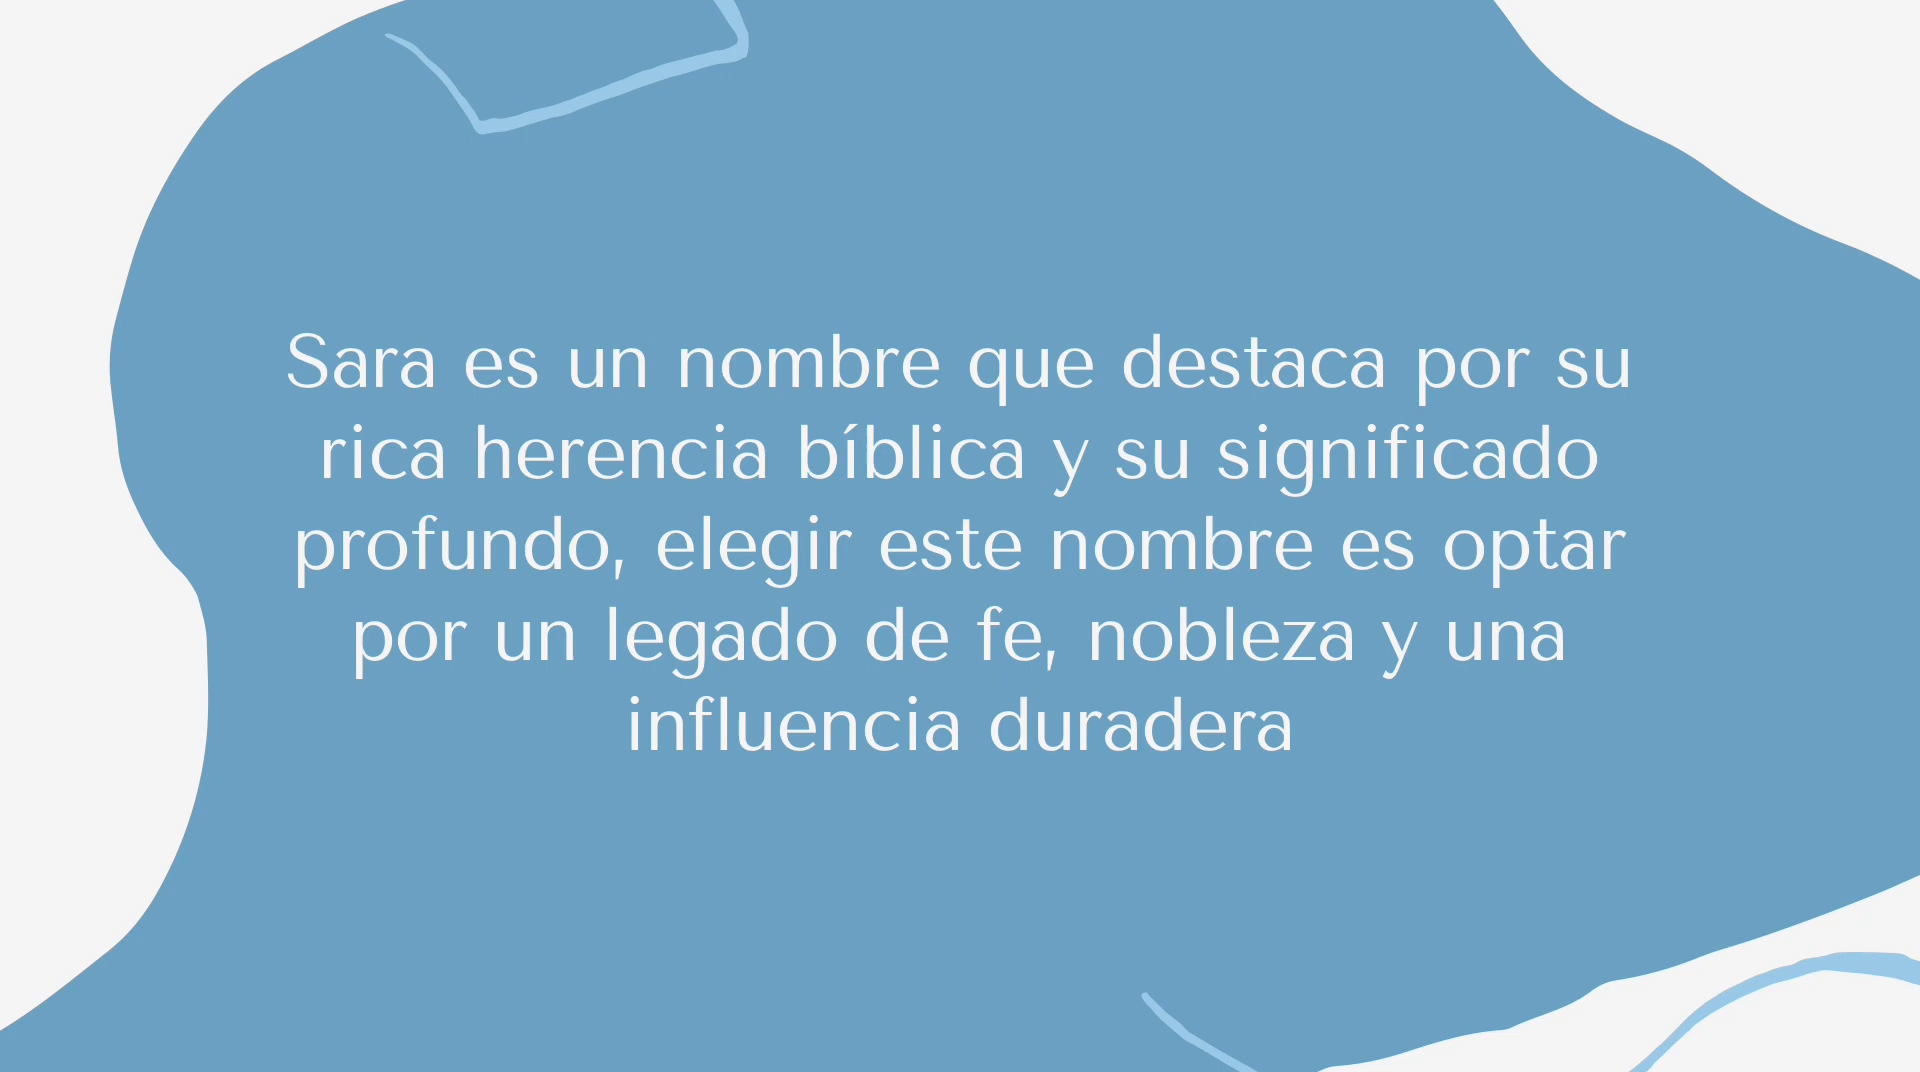 Sara es un nombre que destaca por su
rica herencia bíblica y su significado
profundo, elegir este nombre es optar
por un legado de fe, nobleza y una
influencia duradera